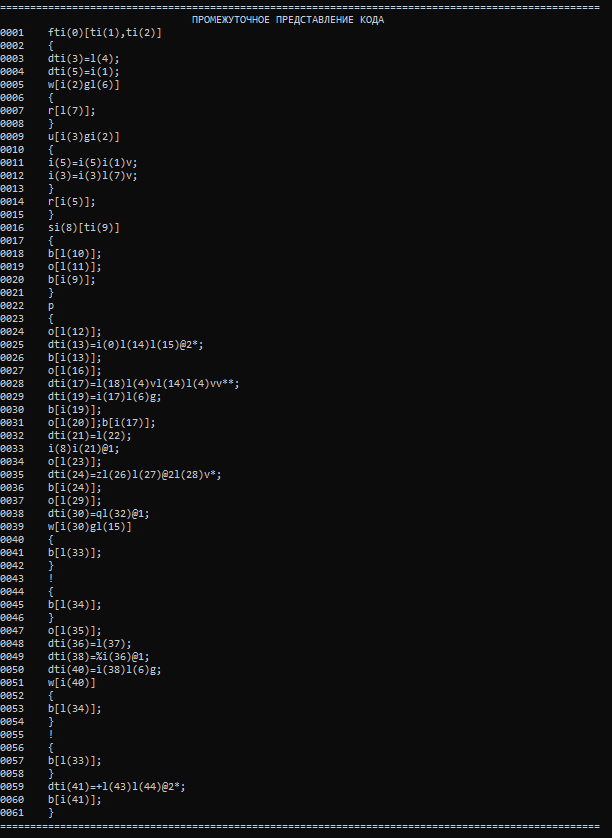 ====================================================================================================
ПРОМЕЖУТОЧНОЕ ПРЕДСТАВЛЕНИЕ КОДА
0001 fti(0)[ti(1),ti(2)]
0002 {
0003 dti(3)=l(4);
0004 dti(5)=i(1);
0005 w[i(2)gl(6)]
0006 {
0007 r[l(7)];
0008 }
0009 u[i(3)gi(2)]
0010 {
0011 i(5)=i(5)i(1)v;
0012 i(3)=i(3)l(7)v;
0013 }
0014 r[i(5)];
0015 }
0016 si(8)[ti(9)]
0017 {
0018 b[l(10)];
0019 o[l(11)];
0020 b[i(9)];
0021 }
0022 p
0023 {
0024 o[l(12)];
0025 dti(13)=i(0)l(14)l(15)@2*;
0026 b[i(13)];
0027 o[l(16)];
0028 dti(17)=l(18)l(4)vl(14)l(4)vv**;
0029 dti(19)=i(17)l(6)g;
0030 b[i(19)];
0031 o[l(20)];b[i(17)];
0032 dti(21)=l(22);
0033 i(8)i(21)@1;
0034 o[l(23)];
0035 dti(24)=zl(26)l(27)@2l(28)v*;
0036 b[i(24)];
0037 o[l(29)];
0038 dti(30)=ql(32)@1;
0039 w[i(30)gl(15)]
0040 {
0041 b[l(33)];
0042 }
0043 !
0044 {
0045 b[l(34)];
0046 }
0047 o[l(35)];
0048 dti(36)=l(37);
0049 dti(38)=%i(36)@1;
0050 dti(40)=i(38)l(6)g;
0051 w[i(40)]
0052 {
0053 b[l(34)];
0054 }
0055 !
0056 {
0057 b[l(33)];
0058 }
0059 dti(41)=+l(43)l(44)@2*;
0060 b[i(41)];
0061 }
====================================================================================================